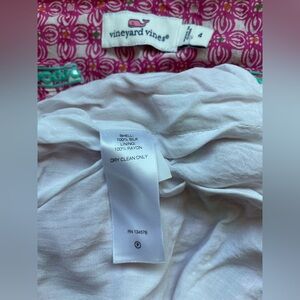 vineyard vines®
4
SHELL:
100% SILK
LINING:
100% RAYON
DRY CLEAN ONLY
RN 134576
P